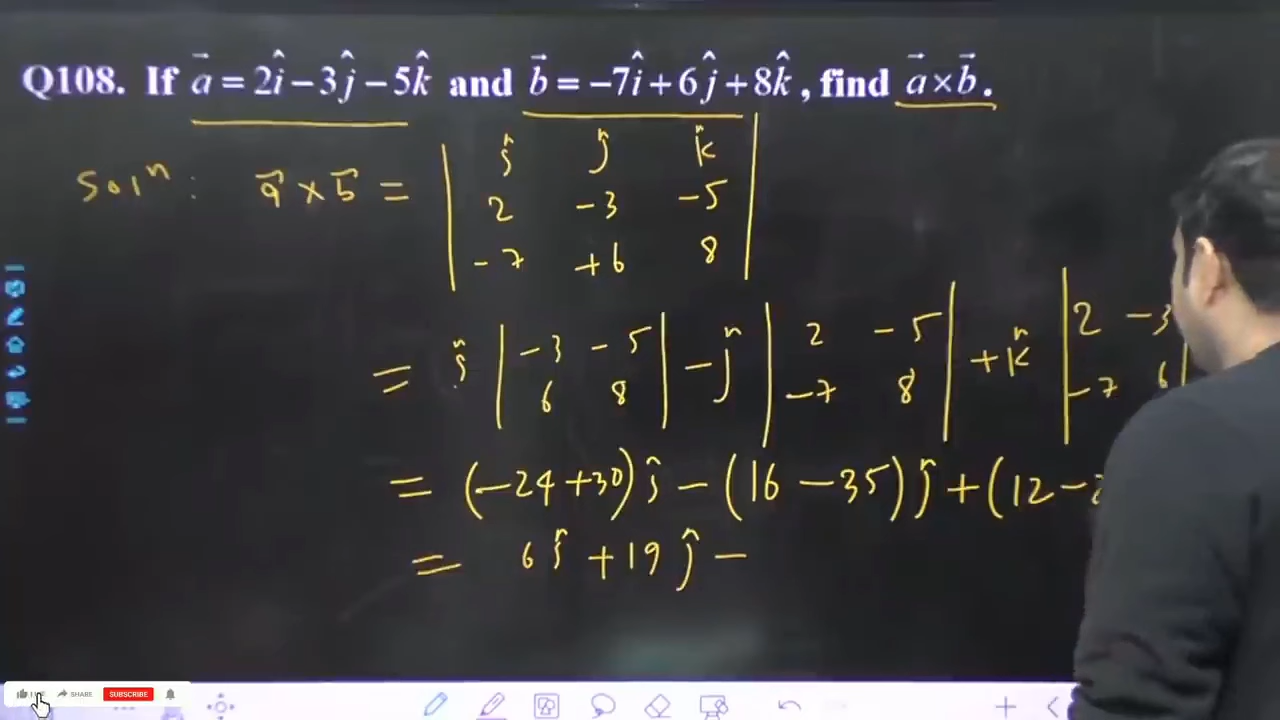 Q108. If a⃗ = 2î − 3ĵ − 5k̂ and b⃗ = −7î + 6ĵ + 8k̂, find a⃗ × b⃗.
Solⁿ: a⃗ × b⃗ = | î ĵ k̂ |
| 2 −3 −5 |
| −7 +6 8 |
= î | −3 −5 | − ĵ | 2 −5 | + k̂ | 2 −3
| 6 8 | | −7 8 | | −7 6 |
= (−24+30)î − (16 −35)ĵ + (12 −
= 6î + 19ĵ −
SHARE SUBSCRIBE